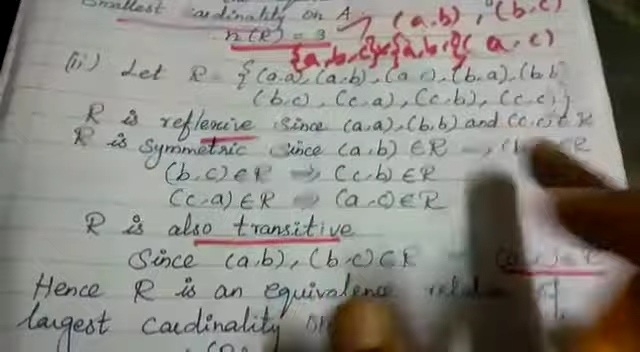 Smallest cardinality on A (a,b), (b,c)
n(R) = 3 {a,b,c}×{a,b, (a,c)
(ii) Let R = {(a,a), (a,b), (a,c), (b,a), (b,b
(b,c), (c,a), (c,b), (c,c)}
R is reflexive since (a,a), (b,b) and (c,c) ∈ R
R is symmetric since (a,b) ∈ R ∈ R
(b,c) ∈ R ⇒ (c,b) ∈ R
(c,a) ∈ R ⇒ (a,c) ∈ R
R is also transitive
Since (a,b), (b,c) ∈ R
Hence R is an equivalence
largest cardinality